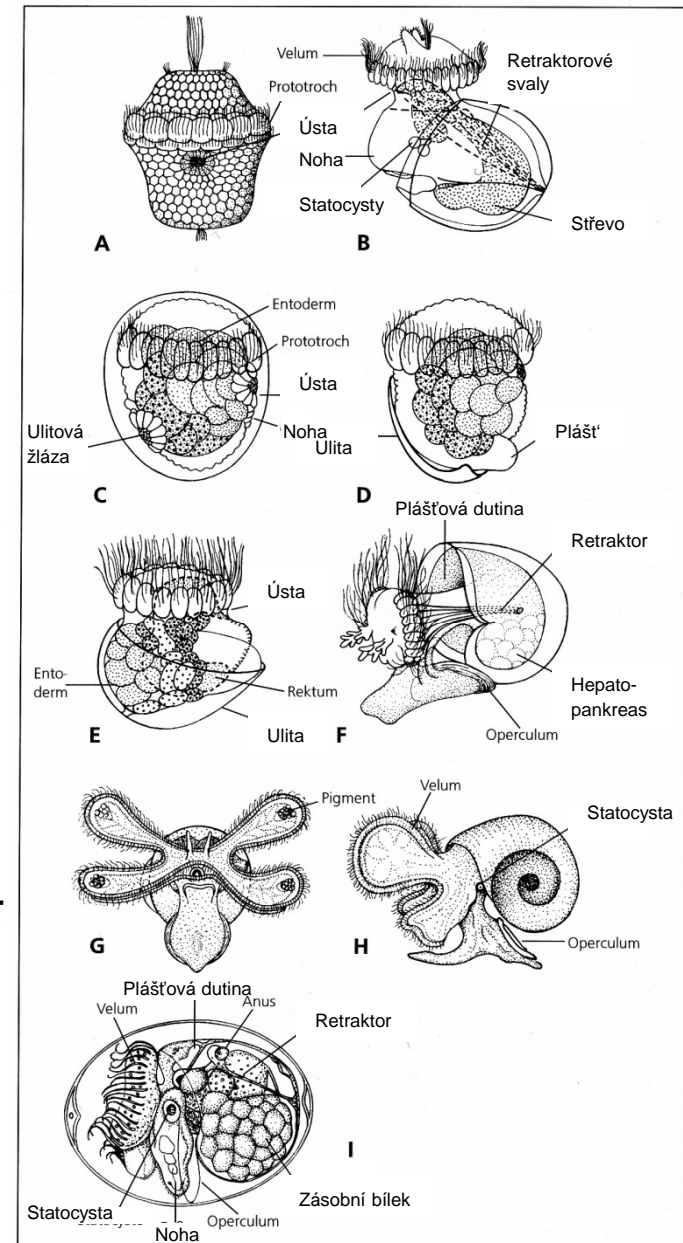 Velum
Retraktorové
svaly
Prototroch
Ústa
Noha
Statocysty
Střevo
A
B
Entoderm
Prototroch
Ústa
Ulitová
žláza
Noha
Ulita
Plášť
C
D
Plášťová dutina
Retraktor
Ústa
Ento-
derm
Rektum
Hepato-
pankreas
E
Ulita
F
Operculum
Pigment
Velum
Statocysta
G
H
Operculum
Plášťová dutina
Velum
Anus
Retraktor
I
Statocysta
Operculum
Zásobní bílek
Noha